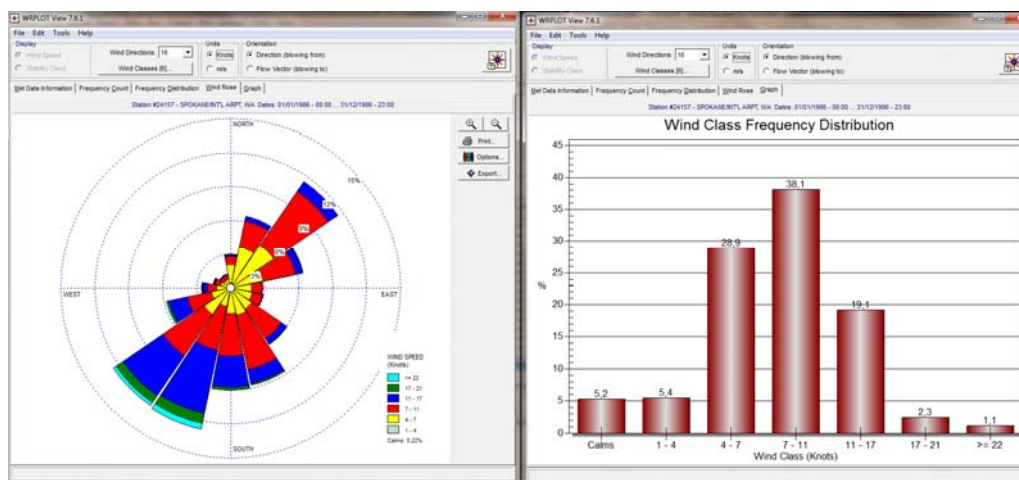 WRPLOT View 7.6.1
File Edit Tools Help
Display
Wind Speed
Stability Class
Wind Directions: 16
Wind Classes [6]...
Units
Knots
m/s
Orientation
Direction (blowing from)
Flow Vector (blowing to)
Met Data Information Frequency Count Frequency Distribution Wind Rose Graph
Station #24157 - SPOKANE/INT'L ARPT, WA Dates: 01/01/1986 - 00:00 ... 31/12/1986 - 23:00
NORTH
15%
12%
9%
6%
3%
WEST
EAST
SOUTH
Print...
Options...
Export...
WIND SPEED
(Knots)
>= 22
17 - 21
11 - 17
7 - 11
4 - 7
1 - 4
Calms: 5.22%
WRPLOT View 7.6.1
File Edit Tools Help
Display
Wind Speed
Stability Class
Wind Directions: 16
Wind Classes [6]...
Units
Knots
m/s
Orientation
Direction (blowing from)
Flow Vector (blowing to)
Met Data Information Frequency Count Frequency Distribution Wind Rose Graph
Station #24157 - SPOKANE/INT'L ARPT, WA Dates: 01/01/1986 - 00:00 ... 31/12/1986 - 23:00
Wind Class Frequency Distribution
45
40
35
30
25
20
15
10
5
0
%
5,2
5,4
28,9
38,1
19,1
2,3
1,1
Calms 1 - 4 4 - 7 7 - 11 11 - 17 17 - 21 >= 22
Wind Class (Knots)